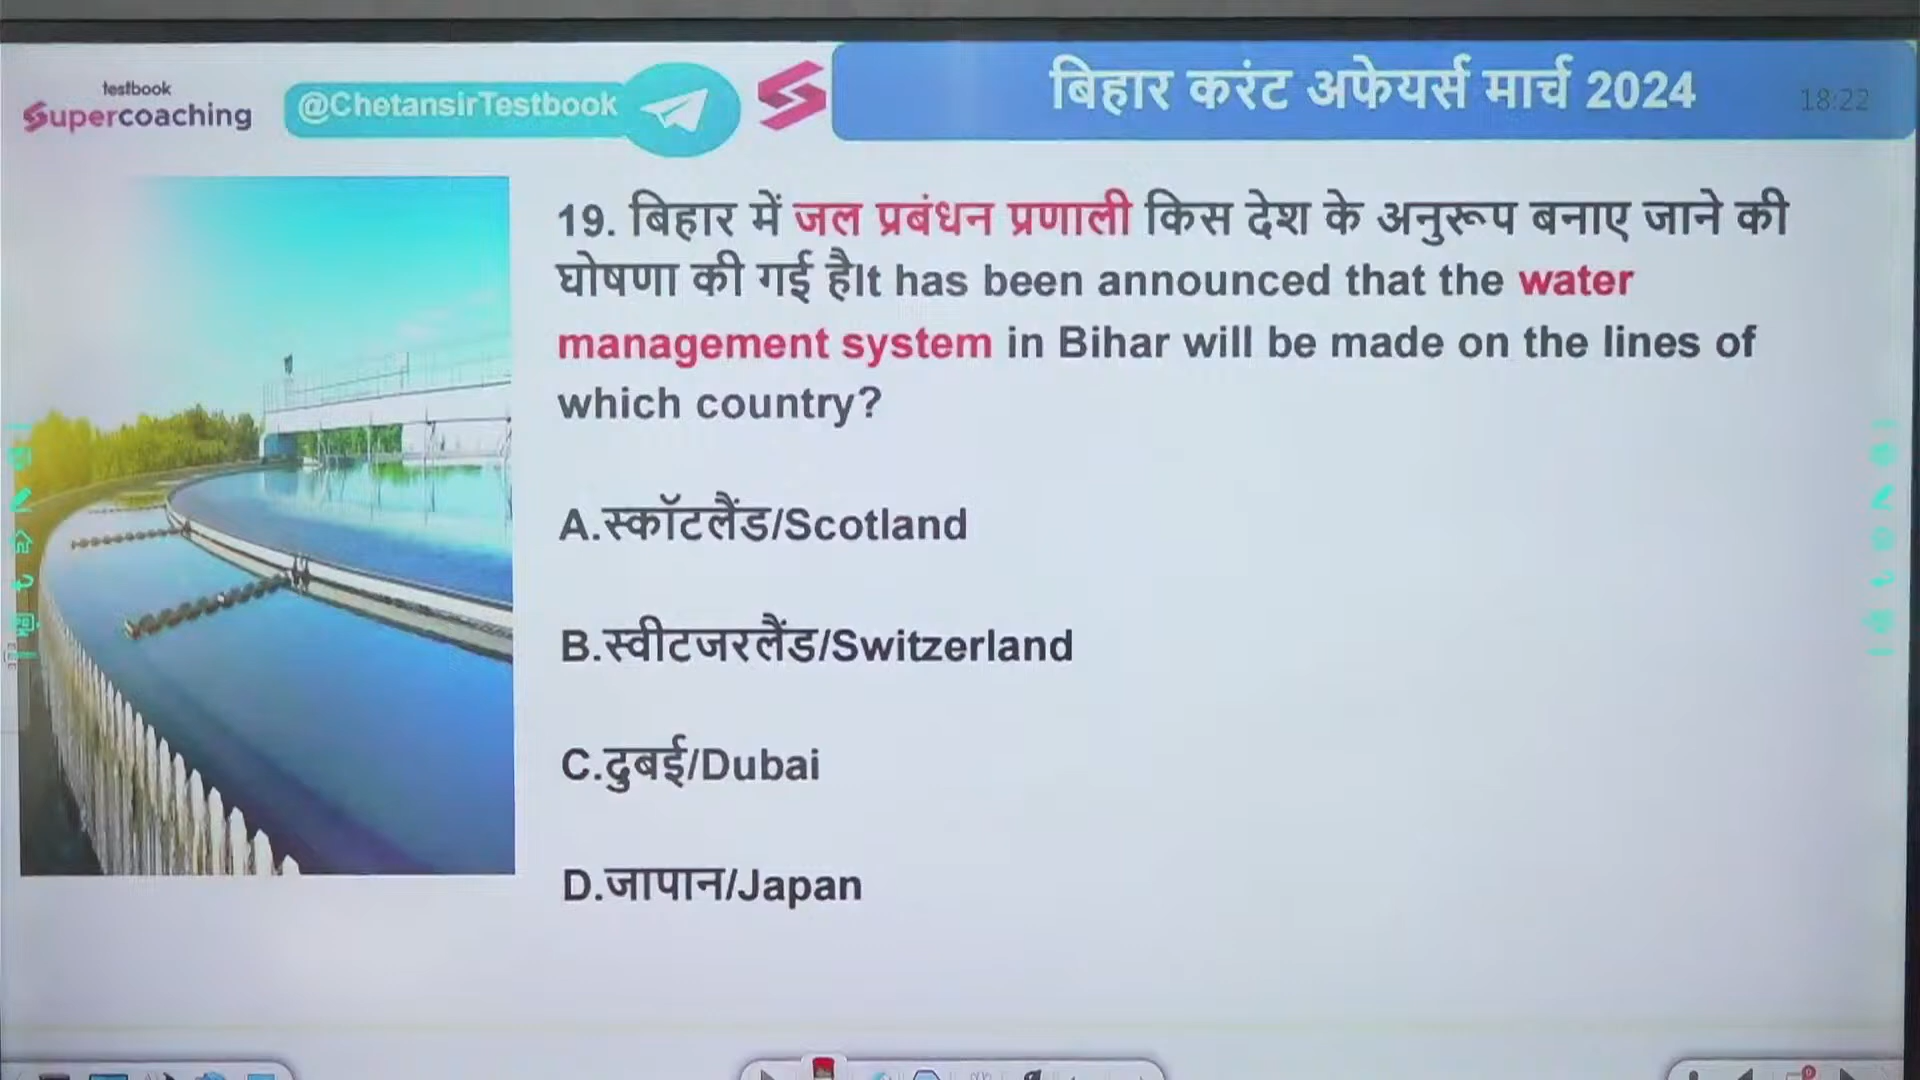 testbook
Supercoaching
@ChetansirTestbook
बिहार करंट अफेयर्स मार्च 2024
18:22
19. बिहार में जल प्रबंधन प्रणाली किस देश के अनुरूप बनाए जाने की
घोषणा की गई हैIt has been announced that the water
management system in Bihar will be made on the lines of
which country?
A.स्कॉटलैंड/Scotland
B.स्वीटजरलैंड/Switzerland
C.दुबई/Dubai
D.जापान/Japan